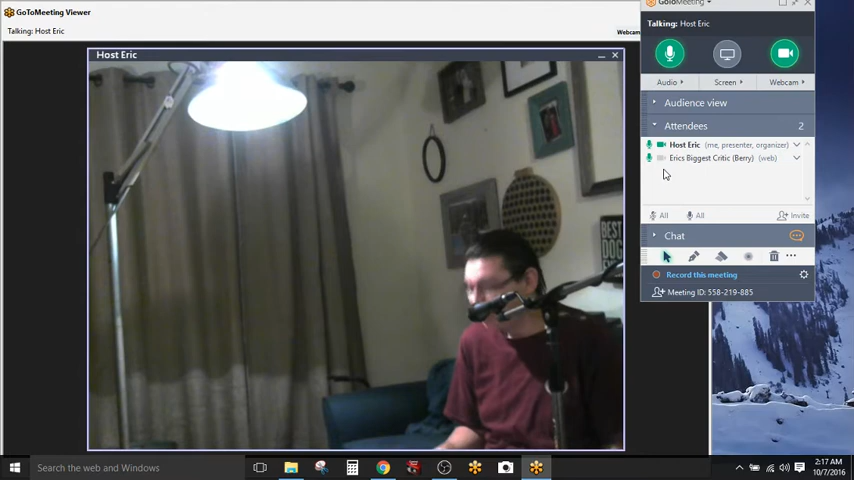 GoToMeeting Viewer
Talking: Host Eric
Webcam
Host Eric
BEST
DOG
GoToMeeting
Talking: Host Eric
Audio
Screen
Webcam
Audience view
Attendees 2
Host Eric (me, presenter, organizer)
Erics Biggest Critic (Berry) (web)
All
All
Invite
Chat
Record this meeting
Meeting ID: 558-219-885
Search the web and Windows
2:17 AM
10/7/2016